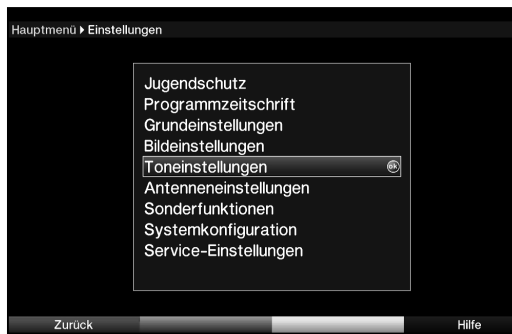 Hauptmenü ▸ Einstellungen
Jugendschutz
Programmzeitschrift
Grundeinstellungen
Bildeinstellungen
Toneinstellungen ok
Antenneneinstellungen
Sonderfunktionen
Systemkonfiguration
Service-Einstellungen
Zurück Hilfe